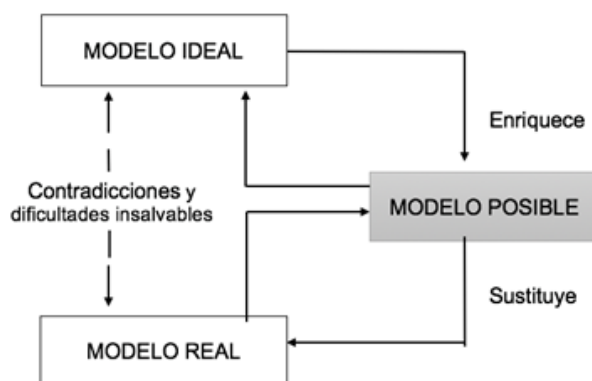 MODELO IDEAL
Enriquece
Contradicciones y
dificultades insalvables
MODELO POSIBLE
Sustituye
MODELO REAL